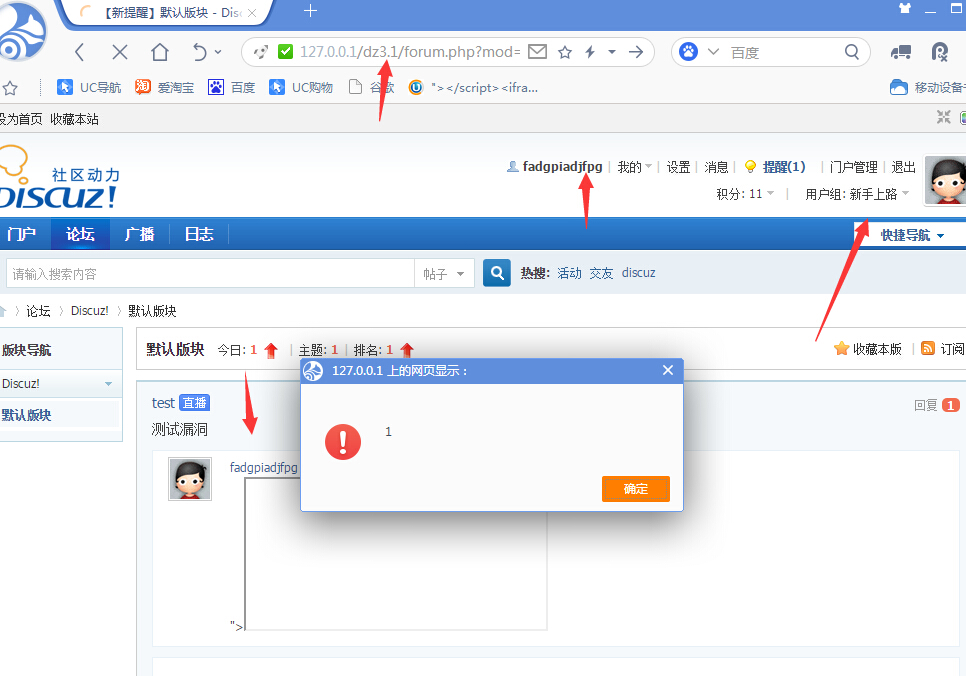 【新提醒】默认版块 - Disc
127.0.0.1/dz3.1/forum.php?mod=
百度
UC导航
爱淘宝
百度
UC购物
谷歌
"></script><ifra...
移动设备
设为首页 收藏本站
社区动力
DISCUZ!
fadgpiadjfpg
我的
设置
消息
提醒(1)
门户管理
退出
积分: 11
用户组: 新手上路
门户
论坛
广播
日志
快捷导航
请输入搜索内容
帖子
热搜: 活动 交友 discuz
论坛
Discuz!
默认版块
版块导航
Discuz!
默认版块
默认版块 今日: 1
主题: 1
排名: 1
收藏本版
订阅
test 直播
回复 1
测试漏洞
fadgpiadjfpg
">
127.0.0.1 上的网页显示：
1
确定